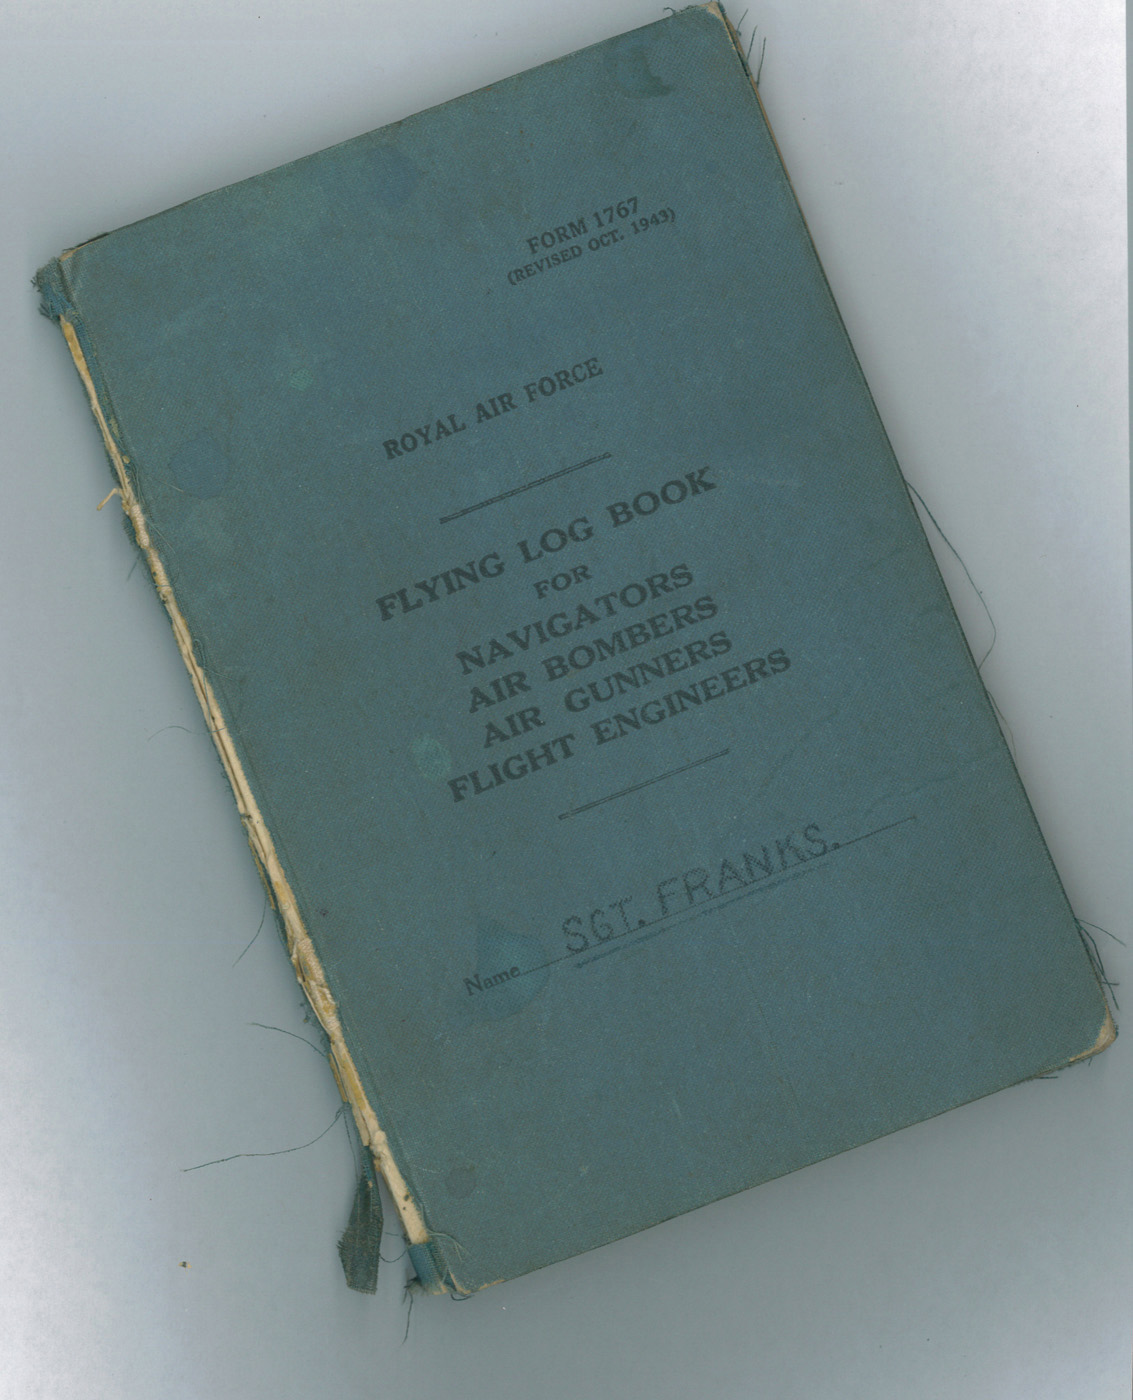 FORM 1767
(REVISED OCT. 1943)
ROYAL AIR FORCE
FLYING LOG BOOK
FOR
NAVIGATORS
AIR BOMBERS
AIR GUNNERS
FLIGHT ENGINEERS
Name SGT. FRANKS.